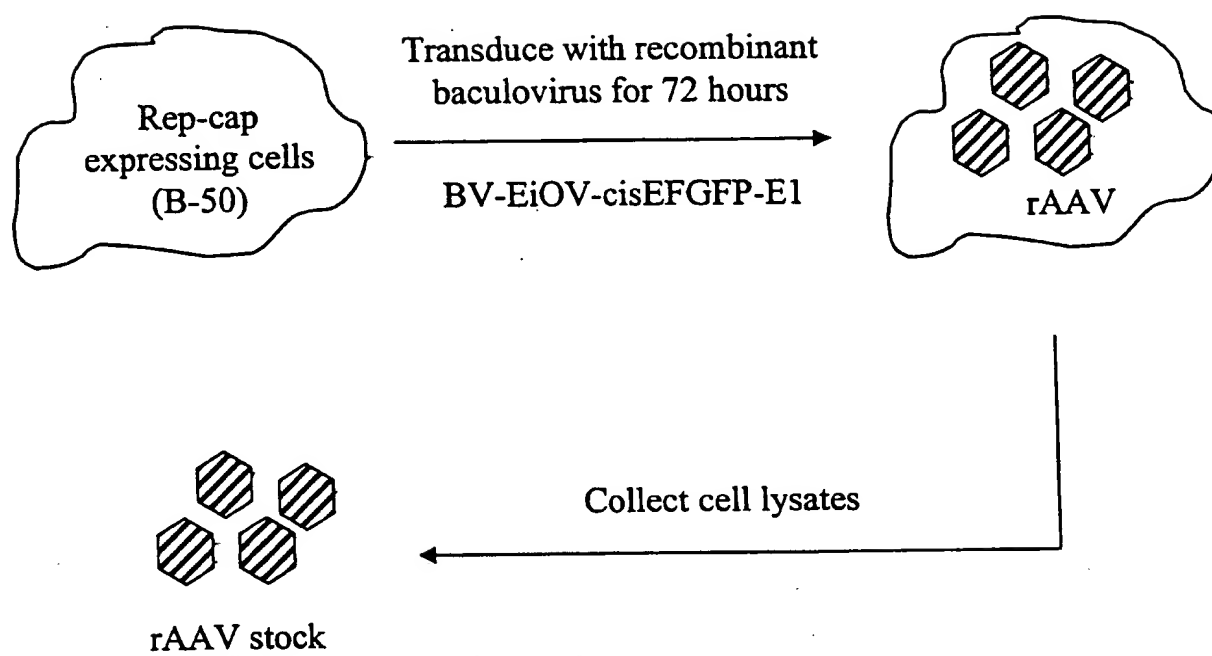 Transduce with recombinant
baculovirus for 72 hours
Rep-cap
expressing cells
(B-50)
BV-EiOV-cisEFGFP-E1
rAAV
Collect cell lysates
rAAV stock